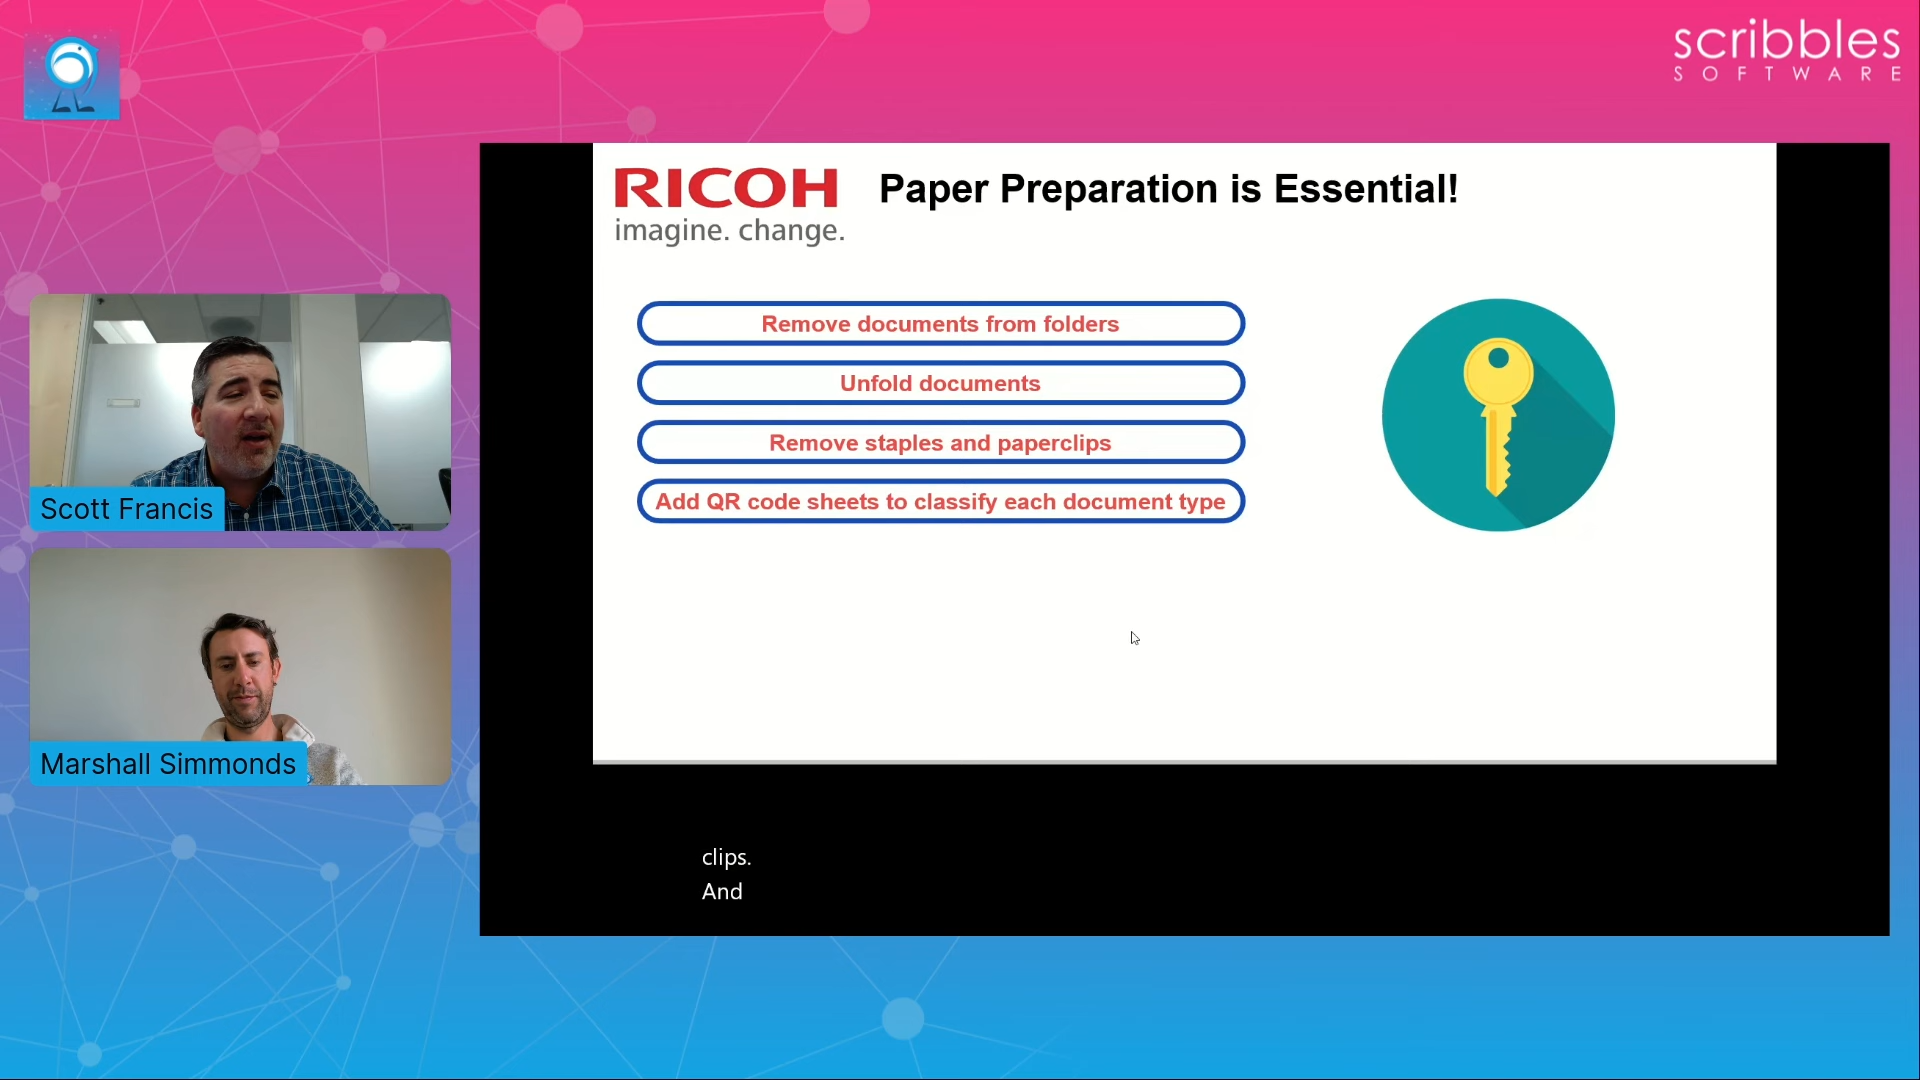 scribbles
SOFTWARE
RICOH
imagine. change.
Paper Preparation is Essential!
Remove documents from folders
Unfold documents
Remove staples and paperclips
Add QR code sheets to classify each document type
Scott Francis
Marshall Simmonds
clips.
And